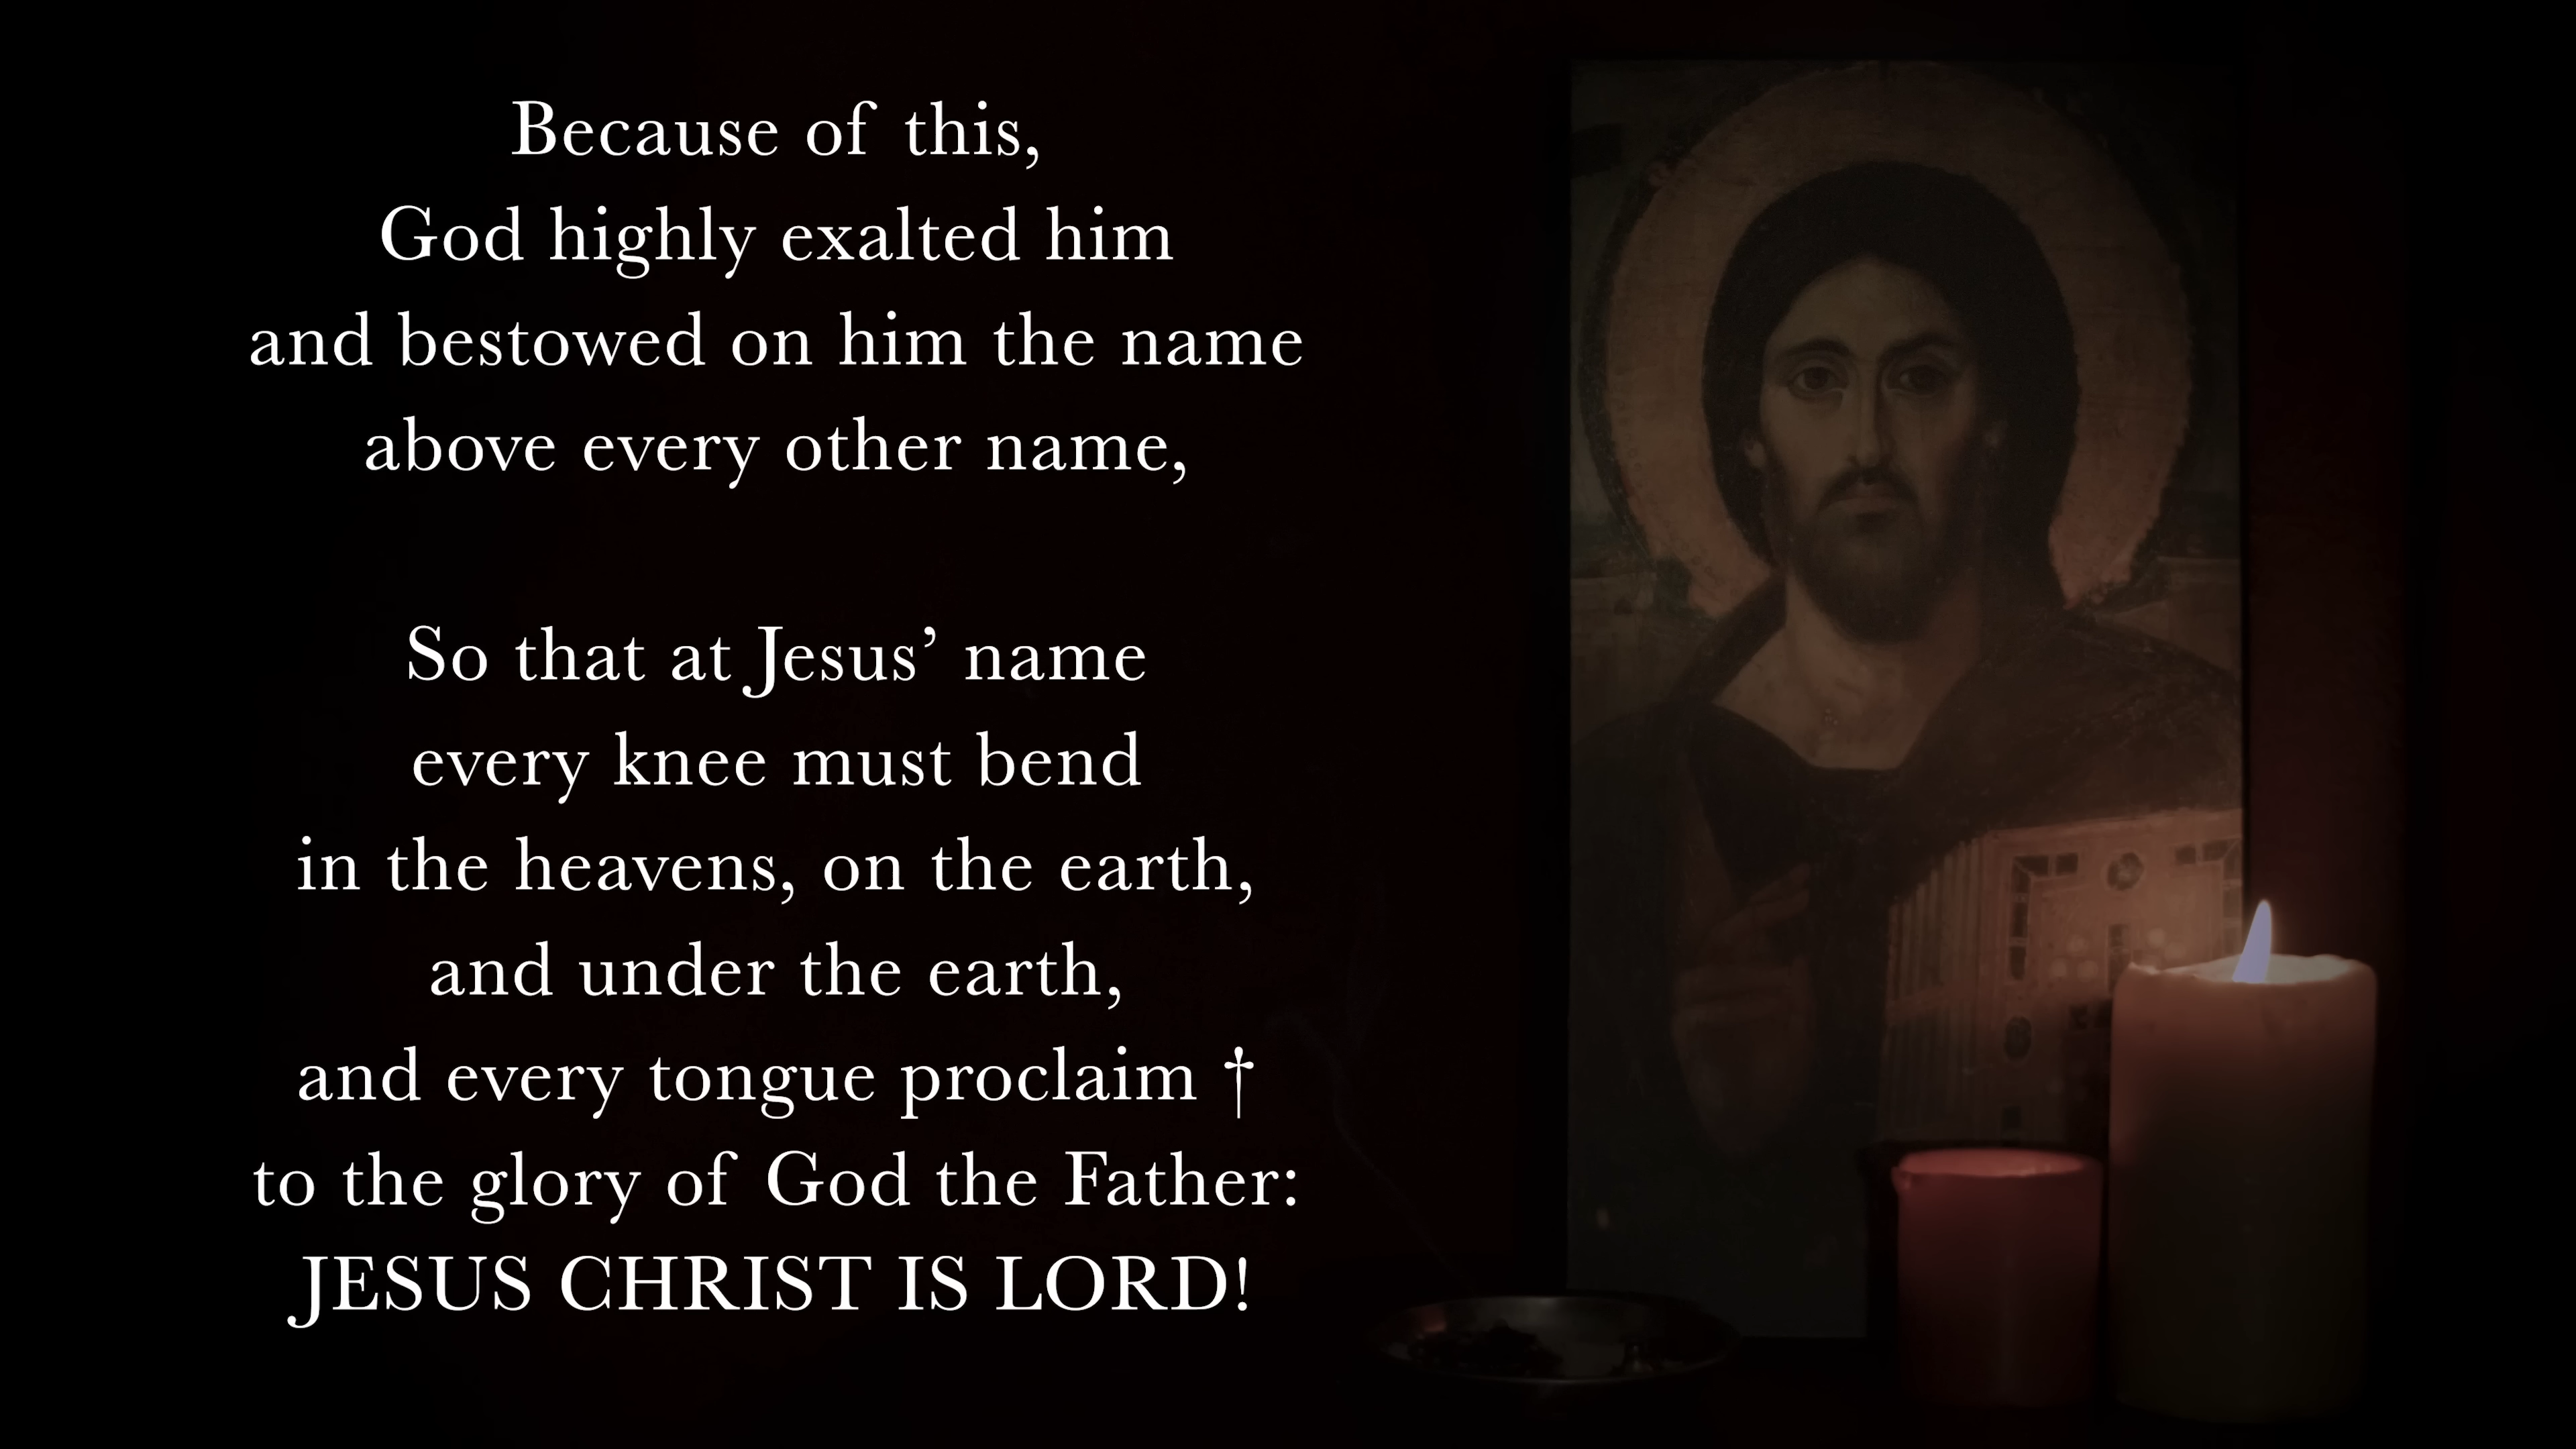 Because of this,
God highly exalted him
and bestowed on him the name
above every other name,
So that at Jesus’ name
every knee must bend
in the heavens, on the earth,
and under the earth,
and every tongue proclaim †
to the glory of God the Father:
JESUS CHRIST IS LORD!